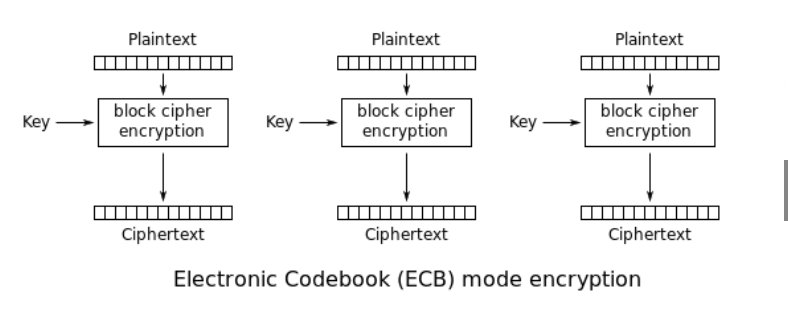 Plaintext Plaintext Plaintext
Key block cipher encryption Key block cipher encryption Key block cipher encryption
Ciphertext Ciphertext Ciphertext
Electronic Codebook (ECB) mode encryption